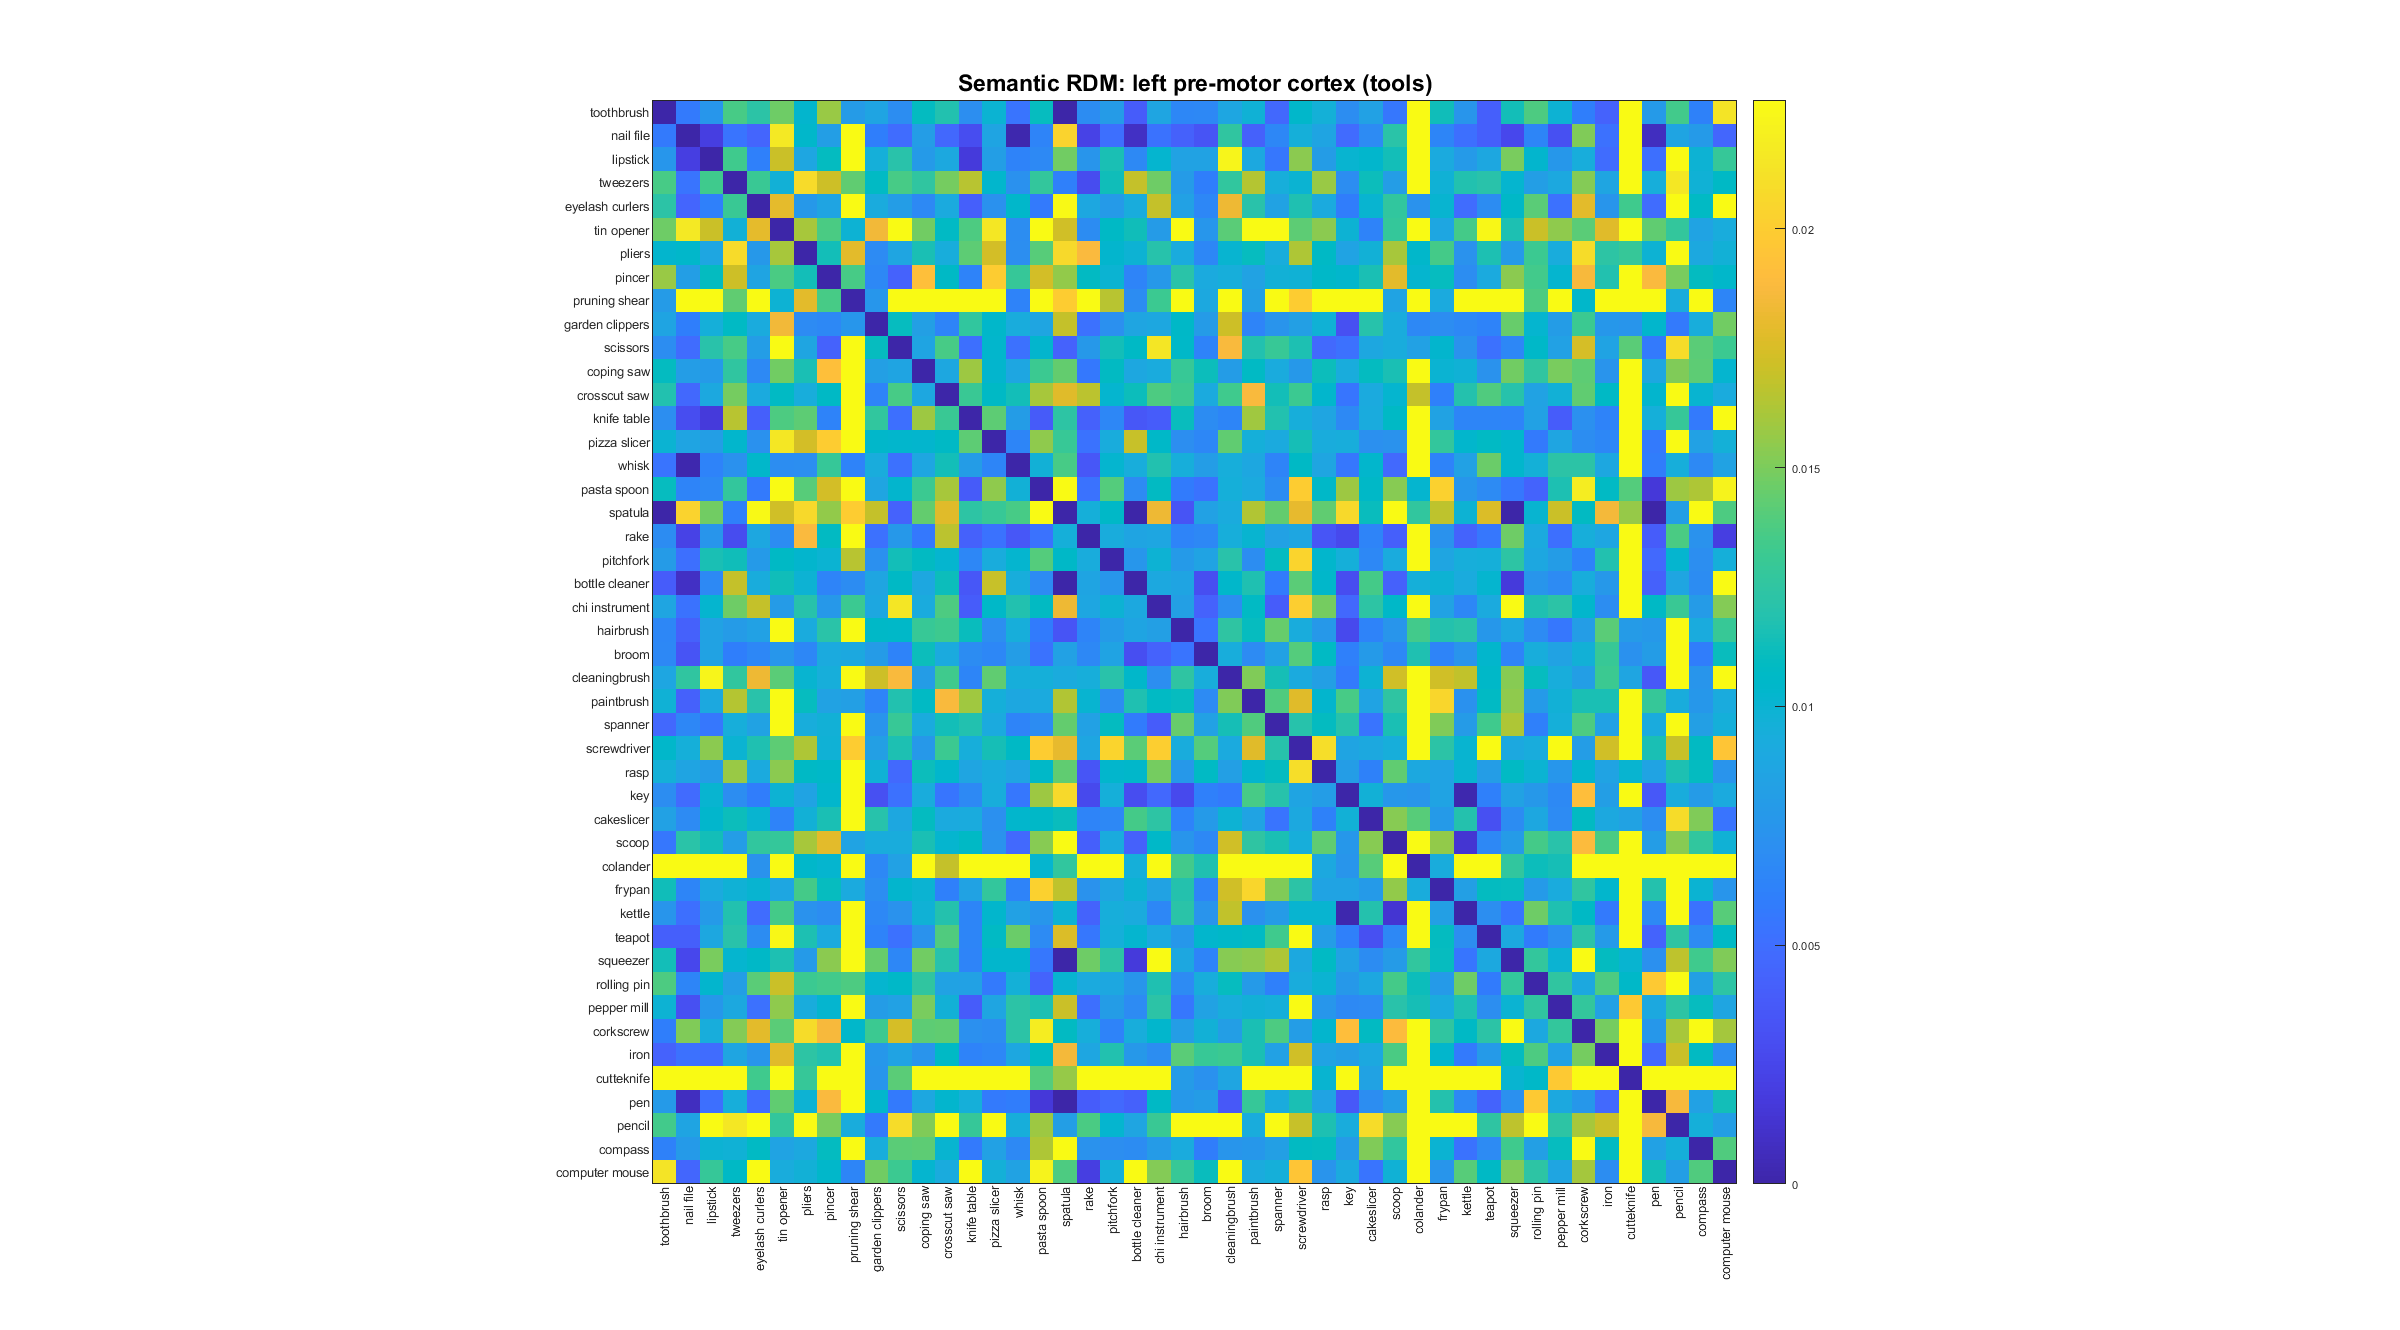 Semantic RDM: left pre-motor cortex (tools)
toothbrush
nail file
lipstick
tweezers
eyelash curlers
tin opener
pliers
pincer
pruning shear
garden clippers
scissors
coping saw
crosscut saw
knife table
pizza slicer
whisk
pasta spoon
spatula
rake
pitchfork
bottle cleaner
chi instrument
hairbrush
broom
cleaningbrush
paintbrush
spanner
screwdriver
rasp
key
cakeslicer
scoop
colander
frypan
kettle
teapot
squeezer
rolling pin
pepper mill
corkscrew
iron
cutteknife
pen
pencil
compass
computer mouse
toothbrush
nail file
lipstick
tweezers
eyelash curlers
tin opener
pliers
pincer
pruning shear
garden clippers
scissors
coping saw
crosscut saw
knife table
pizza slicer
whisk
pasta spoon
spatula
rake
pitchfork
bottle cleaner
chi instrument
hairbrush
broom
cleaningbrush
paintbrush
spanner
screwdriver
rasp
key
cakeslicer
scoop
colander
frypan
kettle
teapot
squeezer
rolling pin
pepper mill
corkscrew
iron
cutteknife
pen
pencil
compass
computer mouse
0.02
0.015
0.01
0.005
0